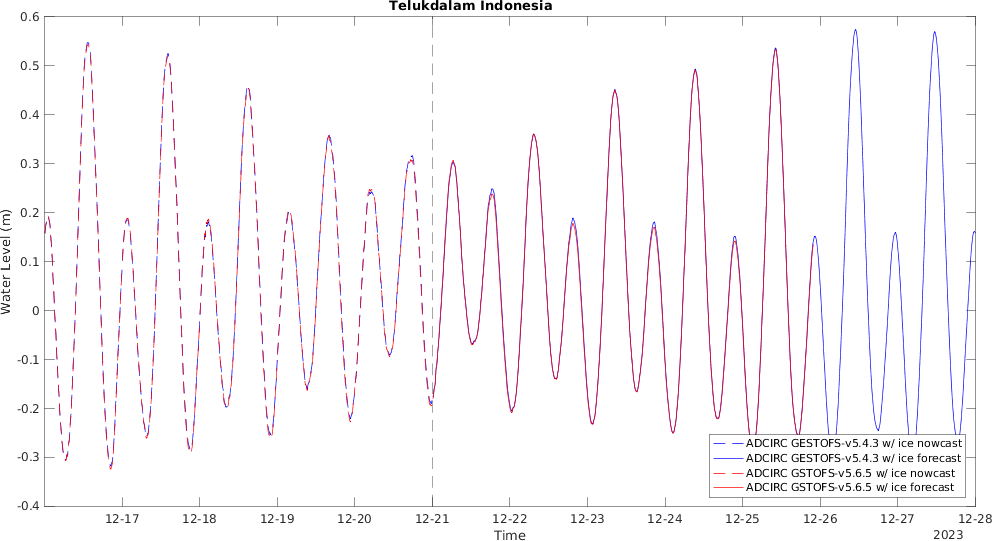 Telukdalam Indonesia
0.6
0.5
0.4
0.3
0.2
0.1
0
-0.1
-0.2
-0.3
-0.4
Water Level (m)
ADCIRC GESTOFS-v5.4.3 w/ ice nowcast
ADCIRC GESTOFS-v5.4.3 w/ ice forecast
ADCIRC GSTOFS-v5.6.5 w/ ice nowcast
ADCIRC GSTOFS-v5.6.5 w/ ice forecast
12-17 12-18 12-19 12-20 12-21 12-22 12-23 12-24 12-25 12-26 12-27 12-28
Time
2023